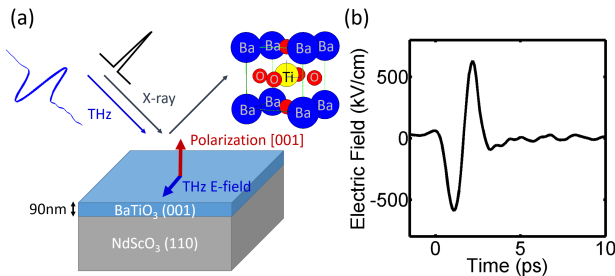 (a)
THz
X-ray
Ba
Ba
Ba
Ba
O
O
Ti
O
Ba
Ba
Ba
Ba
Polarization [001]
THz E-field
90nm
BaTiO3 (001)
NdScO3 (110)
(b)
Electric Field (kV/cm)
500
0
-500
0
5
10
Time (ps)